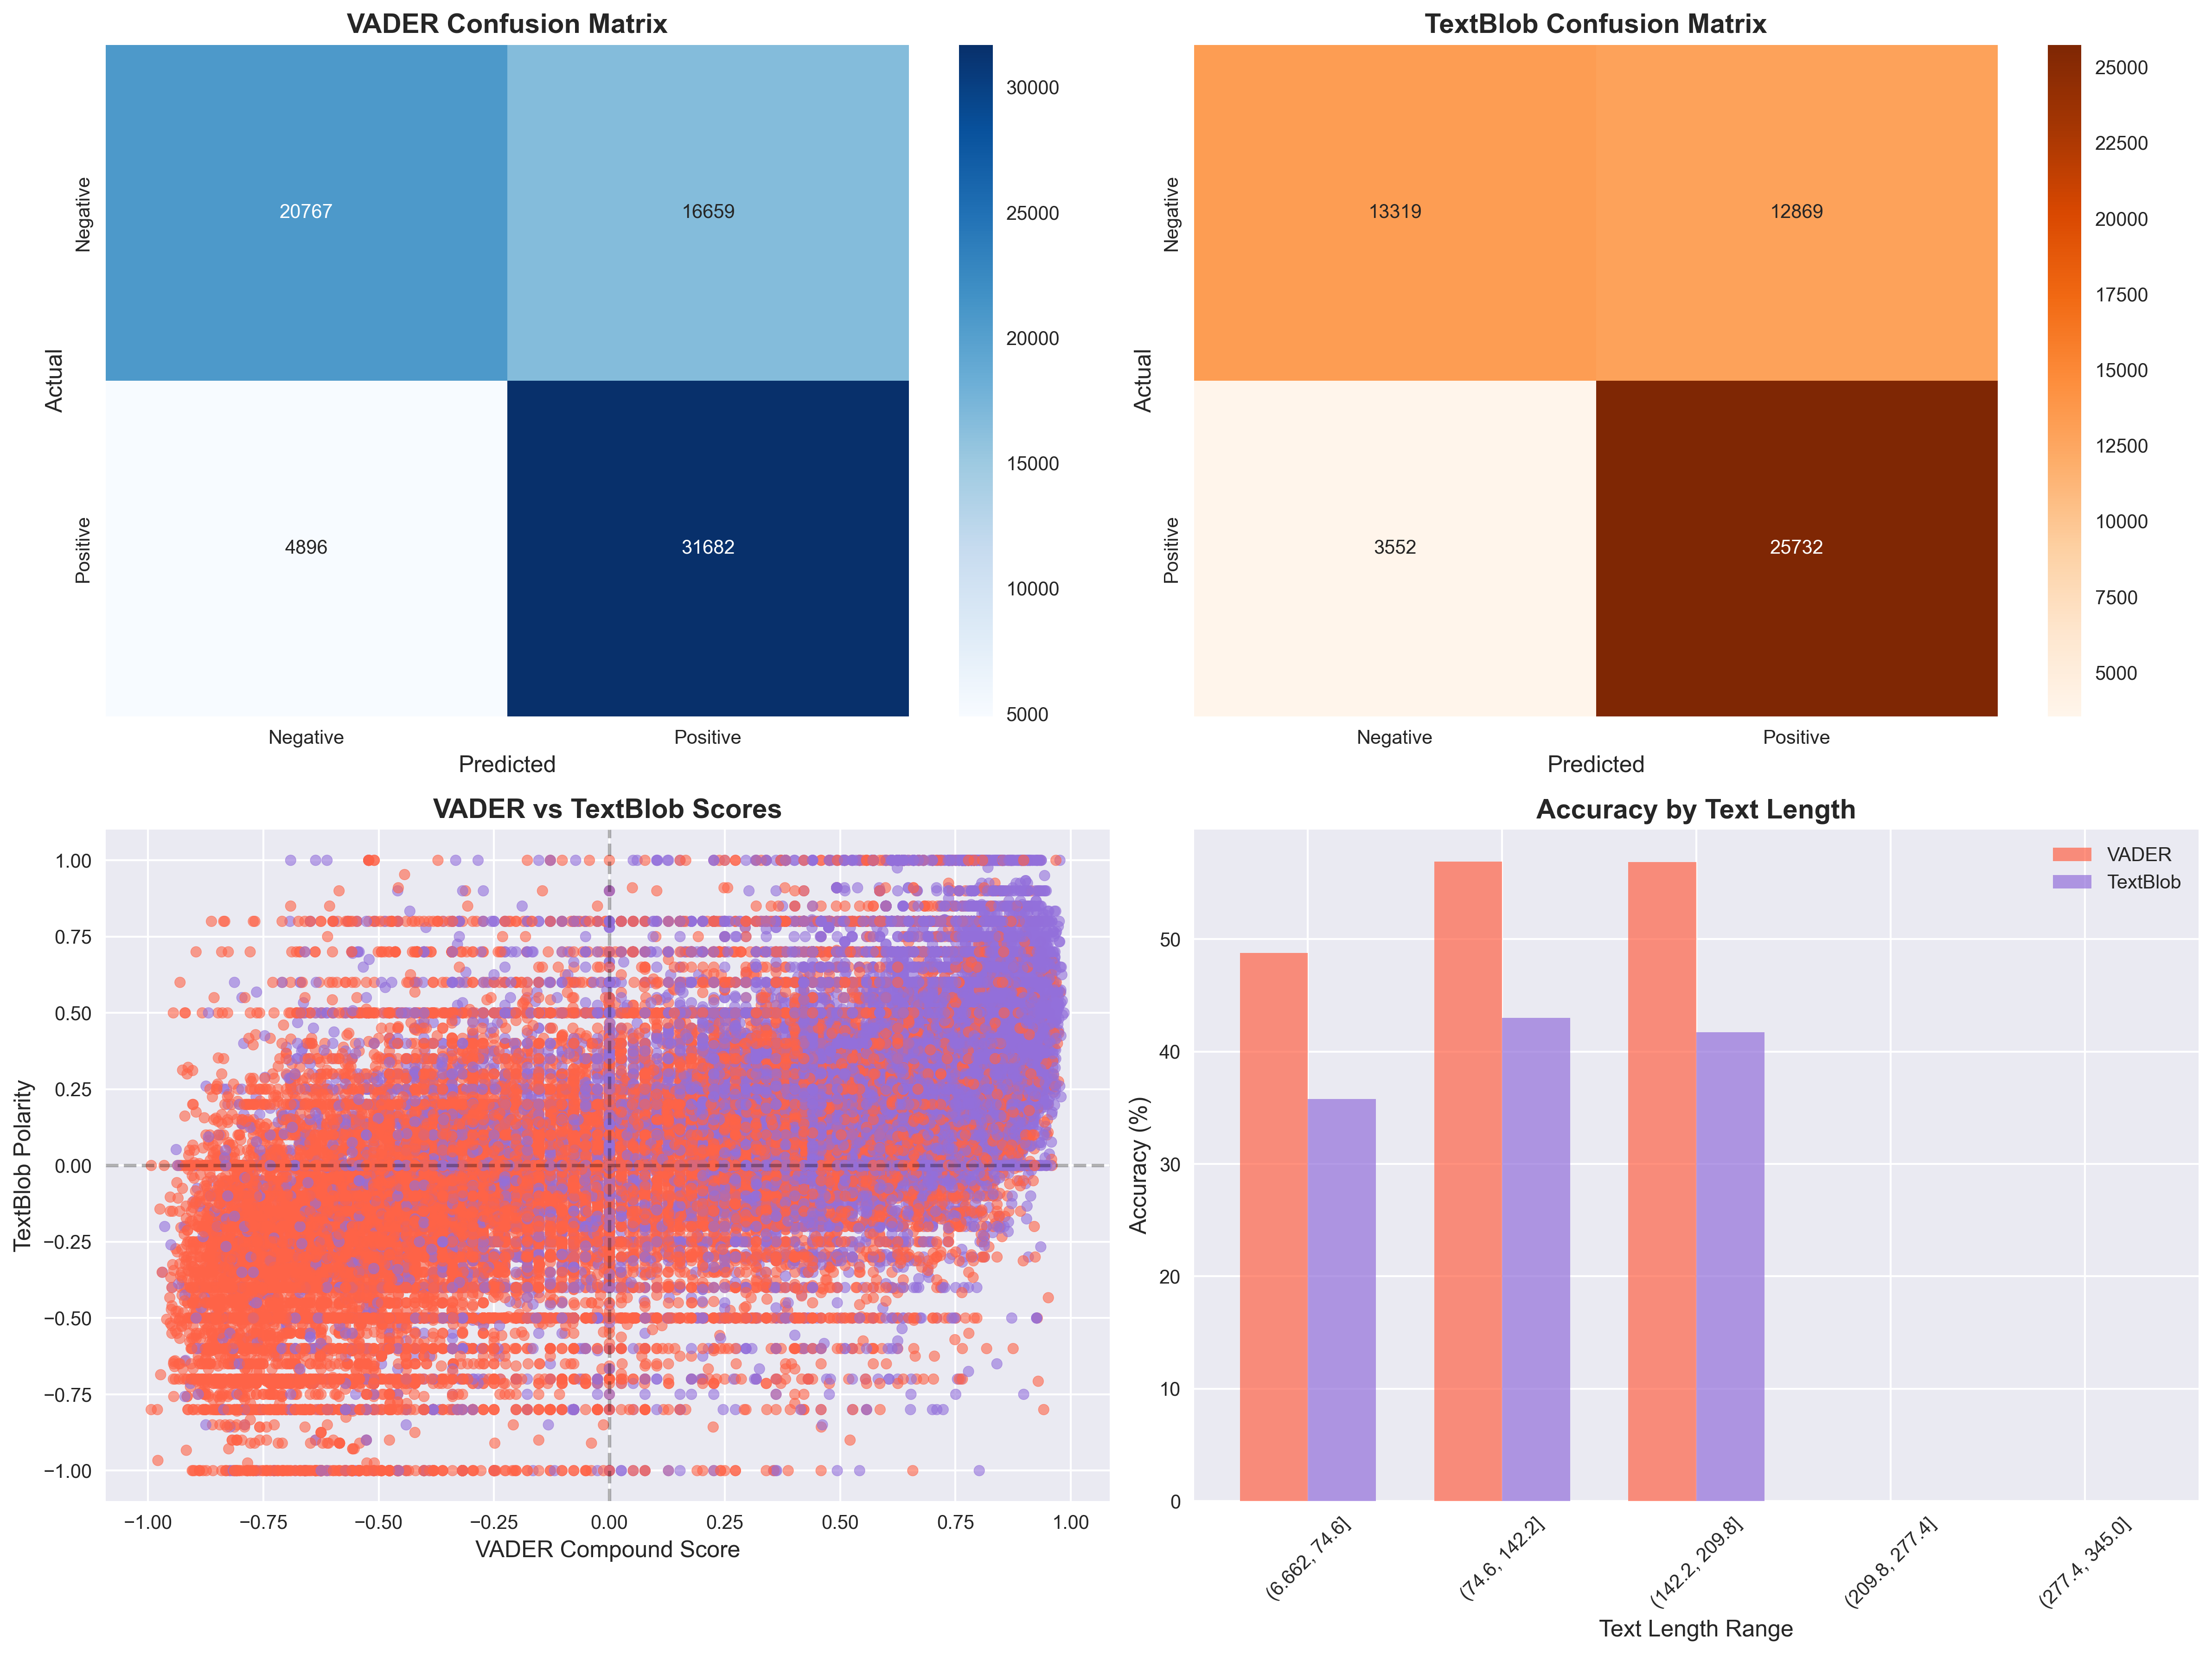 VADER Confusion Matrix
Actual
Negative
Positive
20767
16659
4896
31682
Negative
Positive
Predicted
30000
25000
20000
15000
10000
5000
TextBlob Confusion Matrix
Actual
Negative
Positive
13319
12869
3552
25732
Negative
Positive
Predicted
25000
22500
20000
17500
15000
12500
10000
7500
5000
VADER vs TextBlob Scores
TextBlob Polarity
1.00
0.75
0.50
0.25
0.00
−0.25
−0.50
−0.75
−1.00
−1.00
−0.75
−0.50
−0.25
0.00
0.25
0.50
0.75
1.00
VADER Compound Score
Accuracy by Text Length
VADER
TextBlob
Accuracy (%)
50
40
30
20
10
0
(6.662, 74.6]
(74.6, 142.2]
(142.2, 209.8]
(209.8, 277.4]
(277.4, 345.0]
Text Length Range